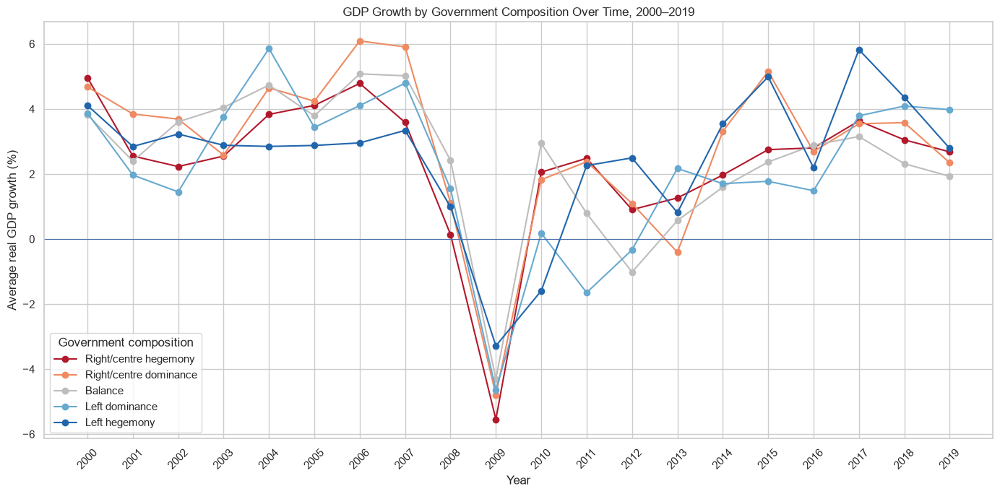 GDP Growth by Government Composition Over Time, 2000–2019
Average real GDP growth (%)
6
4
2
0
−2
−4
−6
Government composition
Right/centre hegemony
Right/centre dominance
Balance
Left dominance
Left hegemony
2000 2001 2002 2003 2004 2005 2006 2007 2008 2009 2010 2011 2012 2013 2014 2015 2016 2017 2018 2019
Year